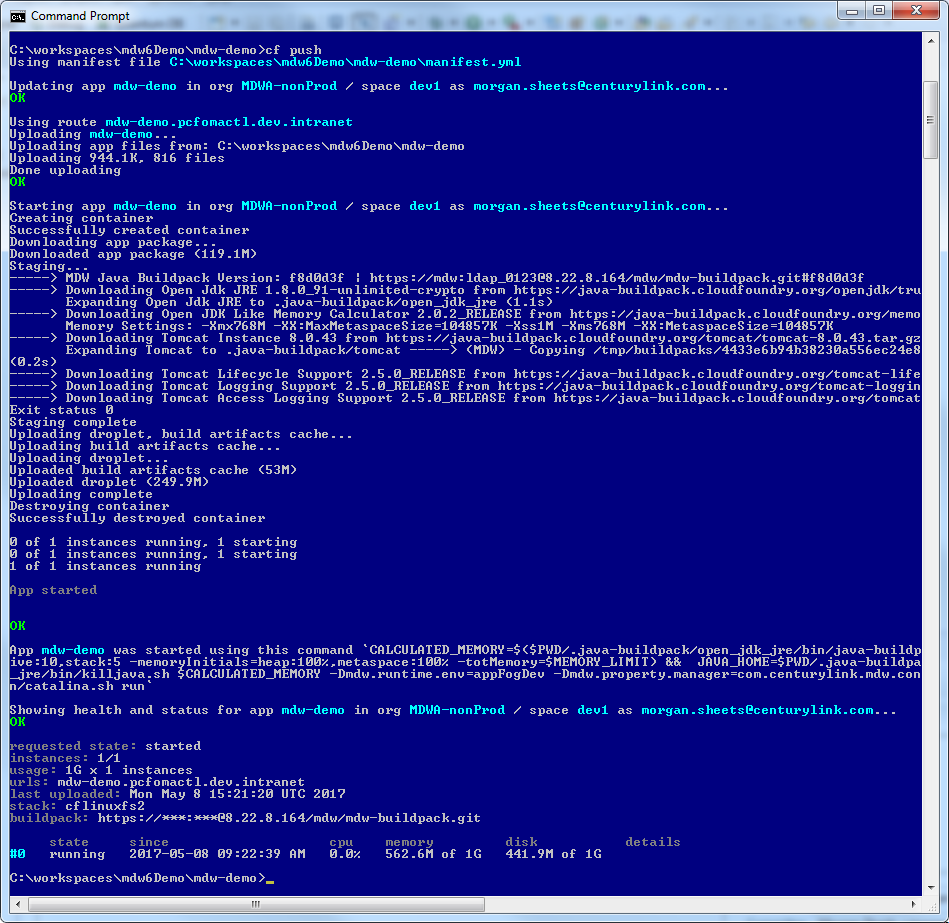 Command Prompt
C:\workspaces\mdw6Demo\mdw-demo>cf push
Using manifest file C:\workspaces\mdw6Demo\mdw-demo\manifest.yml
Updating app mdw-demo in org MDWA-nonProd / space dev1 as morgan.sheets@centurylink.com...
OK
Using route mdw-demo.pcfomactl.dev.intranet
Uploading mdw-demo...
Uploading app files from: C:\workspaces\mdw6Demo\mdw-demo
Uploading 944.1K, 816 files
Done uploading
OK
Starting app mdw-demo in org MDWA-nonProd / space dev1 as morgan.sheets@centurylink.com...
Creating container
Successfully created container
Downloading app package...
Downloaded app package (119.1M)
Staging...
-----> MDW Java Buildpack Version: f8d0d3f | https://mdw:ldap_0123@8.22.8.164/mdw/mdw-buildpack.git#f8d0d3f
-----> Downloading Open Jdk JRE 1.8.0_91-unlimited-crypto from https://java-buildpack.cloudfoundry.org/openjdk/tru
Expanding Open Jdk JRE to .java-buildpack/open_jdk_jre (1.1s)
-----> Downloading Open JDK Like Memory Calculator 2.0.2_RELEASE from https://java-buildpack.cloudfoundry.org/memo
Memory Settings: -Xmx768M -XX:MaxMetaspaceSize=104857K -Xss1M -Xms768M -XX:MetaspaceSize=104857K
-----> Downloading Tomcat Instance 8.0.43 from https://java-buildpack.cloudfoundry.org/tomcat/tomcat-8.0.43.tar.gz
Expanding Tomcat to .java-buildpack/tomcat -----> (MDW) - Copying /tmp/buildpacks/4433e6b94b38230a556ec24e8
(0.2s)
-----> Downloading Tomcat Lifecycle Support 2.5.0_RELEASE from https://java-buildpack.cloudfoundry.org/tomcat-life
-----> Downloading Tomcat Logging Support 2.5.0_RELEASE from https://java-buildpack.cloudfoundry.org/tomcat-loggin
-----> Downloading Tomcat Access Logging Support 2.5.0_RELEASE from https://java-buildpack.cloudfoundry.org/tomcat
Exit status 0
Staging complete
Uploading droplet, build artifacts cache...
Uploading build artifacts cache...
Uploading droplet...
Uploaded build artifacts cache (53M)
Uploaded droplet (249.9M)
Uploading complete
Destroying container
Successfully destroyed container
0 of 1 instances running, 1 starting
0 of 1 instances running, 1 starting
1 of 1 instances running
App started
OK
App mdw-demo was started using this command `CALCULATED_MEMORY=$($PWD/.java-buildpack/open_jdk_jre/bin/java-buildp
ive:10,stack:5 -memoryInitials=heap:100%,metaspace:100% -totMemory=$MEMORY_LIMIT) &&  JAVA_HOME=$PWD/.java-buildpa
_jre/bin/killjava.sh $CALCULATED_MEMORY -Dmdw.runtime.env=appFogDev -Dmdw.property.manager=com.centurylink.mdw.con
n/catalina.sh run`
Showing health and status for app mdw-demo in org MDWA-nonProd / space dev1 as morgan.sheets@centurylink.com...
OK
requested state: started
instances: 1/1
usage: 1G x 1 instances
urls: mdw-demo.pcfomactl.dev.intranet
last uploaded: Mon May 8 15:21:20 UTC 2017
stack: cflinuxfs2
buildpack: https://***:***@8.22.8.164/mdw/mdw-buildpack.git
state since cpu memory disk details
#0 running 2017-05-08 09:22:39 AM 0.0% 562.6M of 1G 441.9M of 1G
C:\workspaces\mdw6Demo\mdw-demo>_